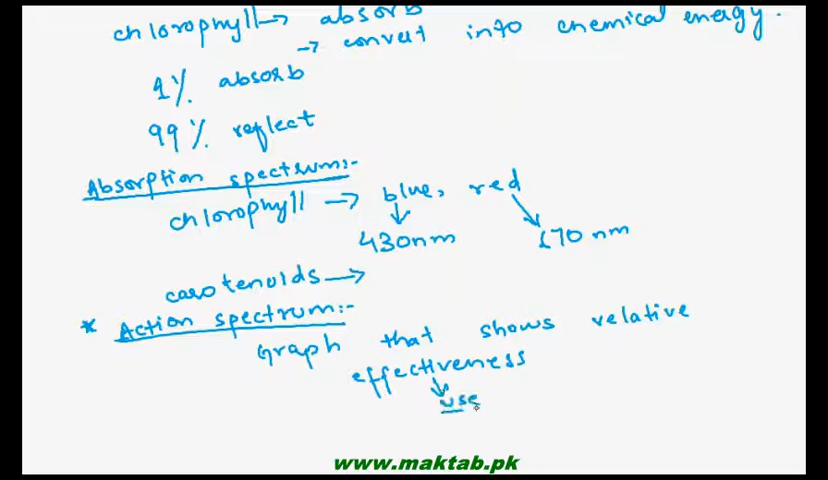 chlorophyll → absorb
→ convert into chemical energy.
1% absorb
99% reflect
Absorption spectrum:-
chlorophyll → blue, red
430nm 670 nm
carotenoids →
* Action spectrum:-
Graph that shows relative
effectiveness
use
www.maktab.pk